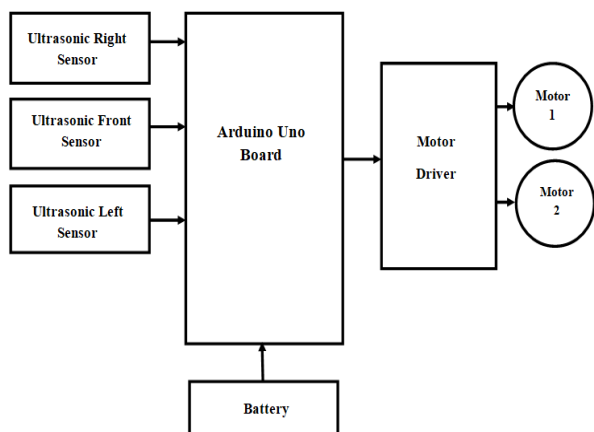 Ultrasonic Right
Sensor
Ultrasonic Front
Sensor
Ultrasonic Left
Sensor
Arduino Uno
Board
Motor
Driver
Motor
1
Motor
2
Battery